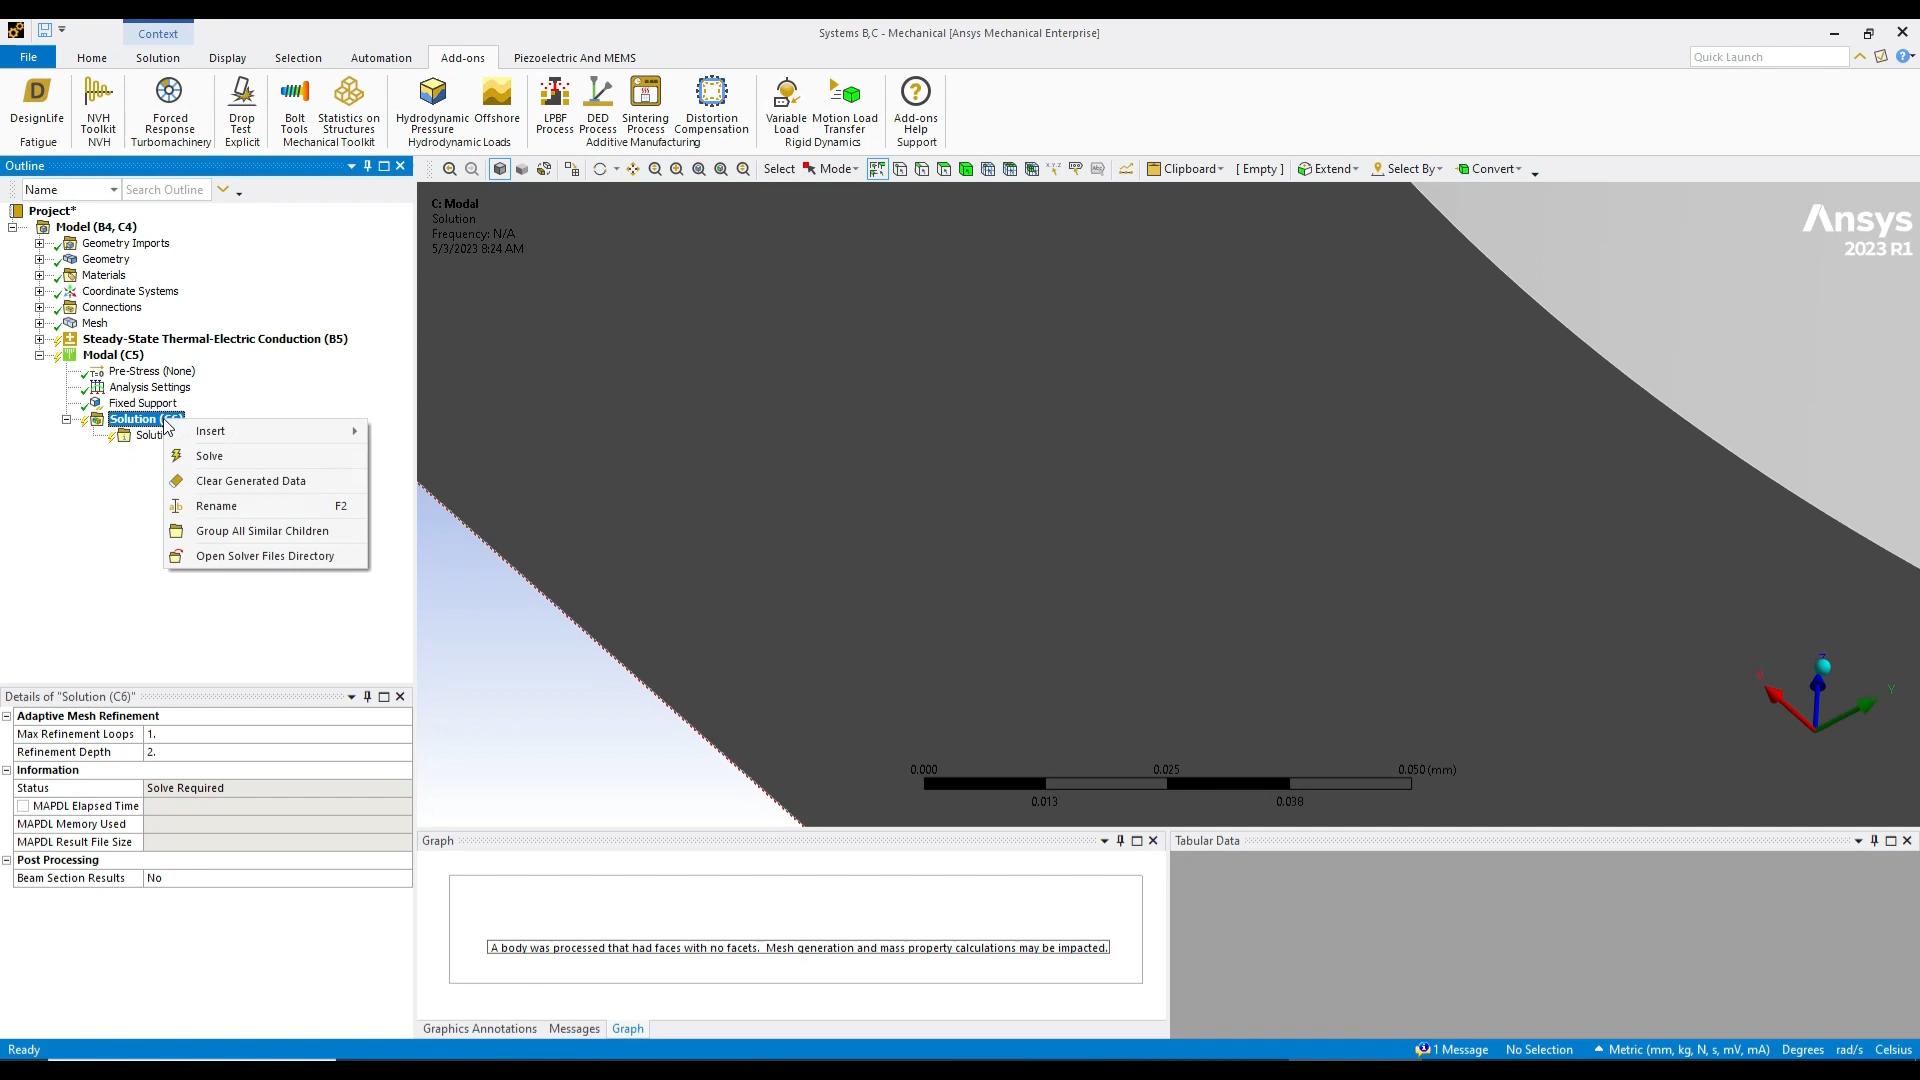 Context
Systems B,C - Mechanical [Ansys Mechanical Enterprise]
File Home Solution Display Selection Automation Add-ons Piezoelectric And MEMS
Quick Launch
DesignLife
Fatigue
NVH Toolkit
NVH
Forced Response
Turbomachinery
Drop Test
Explicit
Bolt Tools
Statistics on Structures
Mechanical Toolkit
Hydrodynamic Pressure
Offshore
Hydrodynamic Loads
LPBF Process
DED Process
Sintering Process
Distortion Compensation
Additive Manufacturing
Variable Load
Motion Load Transfer
Rigid Dynamics
Add-ons Help
Support
Outline
Select Mode Clipboard [ Empty ] Extend Select By Convert
Name Search Outline
Project*
Model (B4, C4)
Geometry Imports
Geometry
Materials
Coordinate Systems
Connections
Mesh
Steady-State Thermal-Electric Conduction (B5)
Modal (C5)
Pre-Stress (None)
Analysis Settings
Fixed Support
Solution
Soluti
Insert
Solve
Clear Generated Data
Rename F2
Group All Similar Children
Open Solver Files Directory
C: Modal
Solution
Frequency: N/A
5/3/2023 8:24 AM
Ansys
2023 R1
Z
Y
0.000 0.025 0.050 (mm)
0.013 0.038
Details of "Solution (C6)"
Adaptive Mesh Refinement
Max Refinement Loops 1.
Refinement Depth 2.
Information
Status Solve Required
MAPDL Elapsed Time
MAPDL Memory Used
MAPDL Result File Size
Post Processing
Beam Section Results No
Graph
Tabular Data
A body was processed that had faces with no facets. Mesh generation and mass property calculations may be impacted.
Graphics Annotations Messages Graph
Ready
1 Message No Selection Metric (mm, kg, N, s, mV, mA) Degrees rad/s Celsius